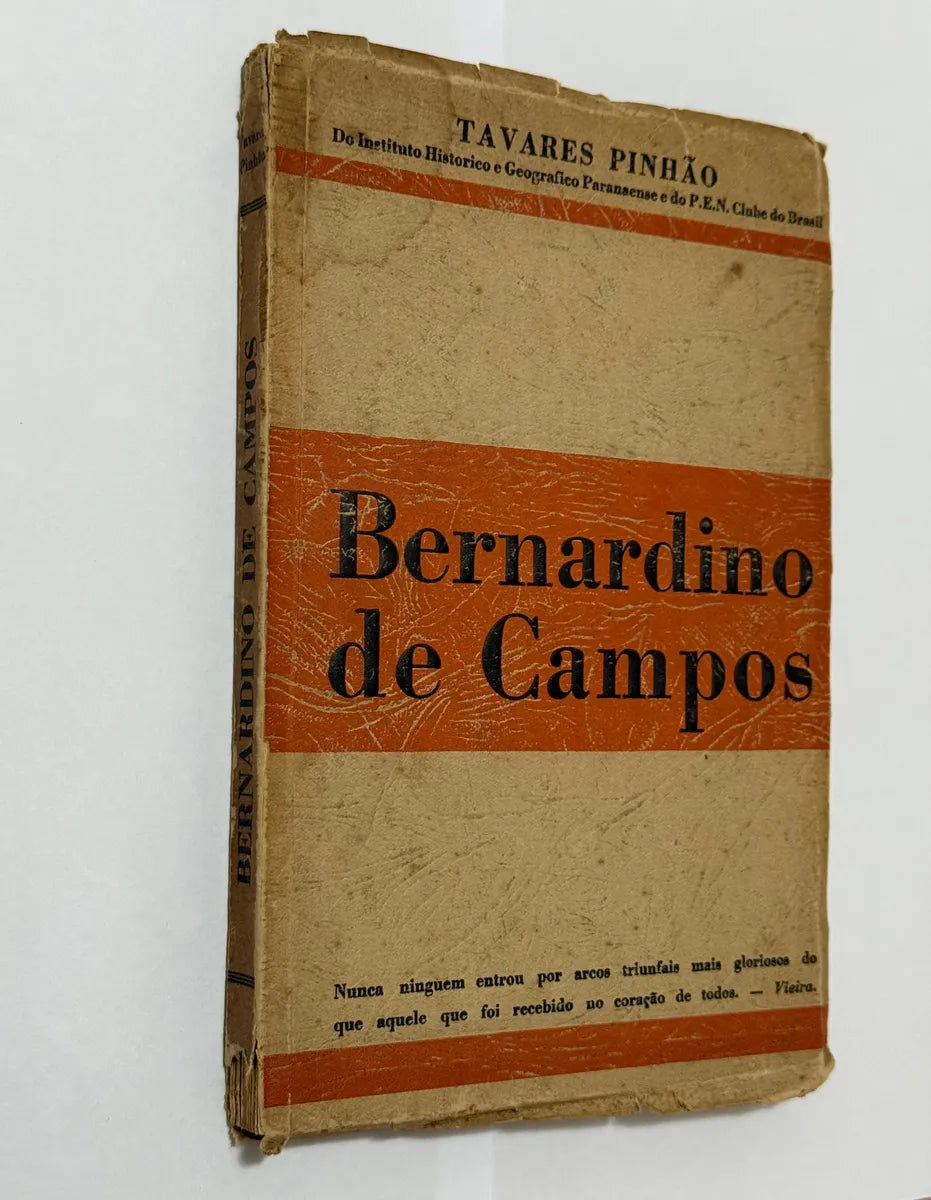 TAVARES PINHÃO
Do Instituto Historico e Geografico Paranaense e do P.E.N. Clube do Brasil
Bernardino
de Campos
Nunca ninguem entrou por arcos triunfais mais gloriosos do
que aquele que foi recebido no coração de todos. — Vieira.
Pinhão
BERNARDINO DE CAMPOS